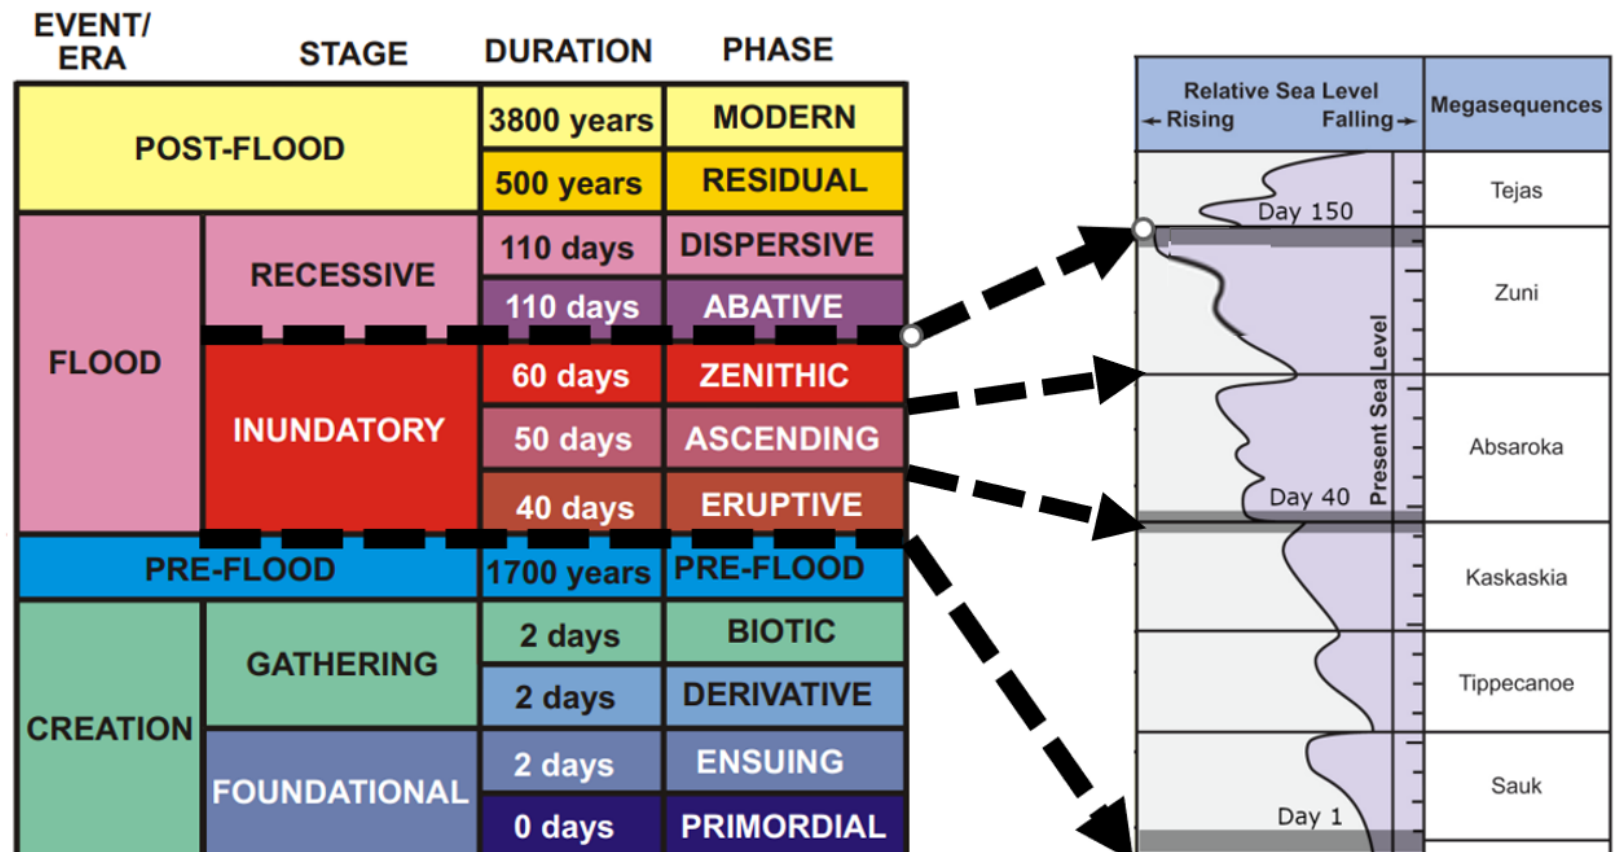 EVENT/
ERA
STAGE
DURATION
PHASE
POST-FLOOD
3800 years
MODERN
500 years
RESIDUAL
FLOOD
RECESSIVE
110 days
DISPERSIVE
110 days
ABATIVE
INUNDATORY
60 days
ZENITHIC
50 days
ASCENDING
40 days
ERUPTIVE
PRE-FLOOD
1700 years
PRE-FLOOD
CREATION
GATHERING
2 days
BIOTIC
2 days
DERIVATIVE
FOUNDATIONAL
2 days
ENSUING
0 days
PRIMORDIAL
Relative Sea Level
← Rising
Falling →
Megasequences
Tejas
Day 150
Zuni
Present Sea Level
Absaroka
Day 40
Kaskaskia
Tippecanoe
Sauk
Day 1